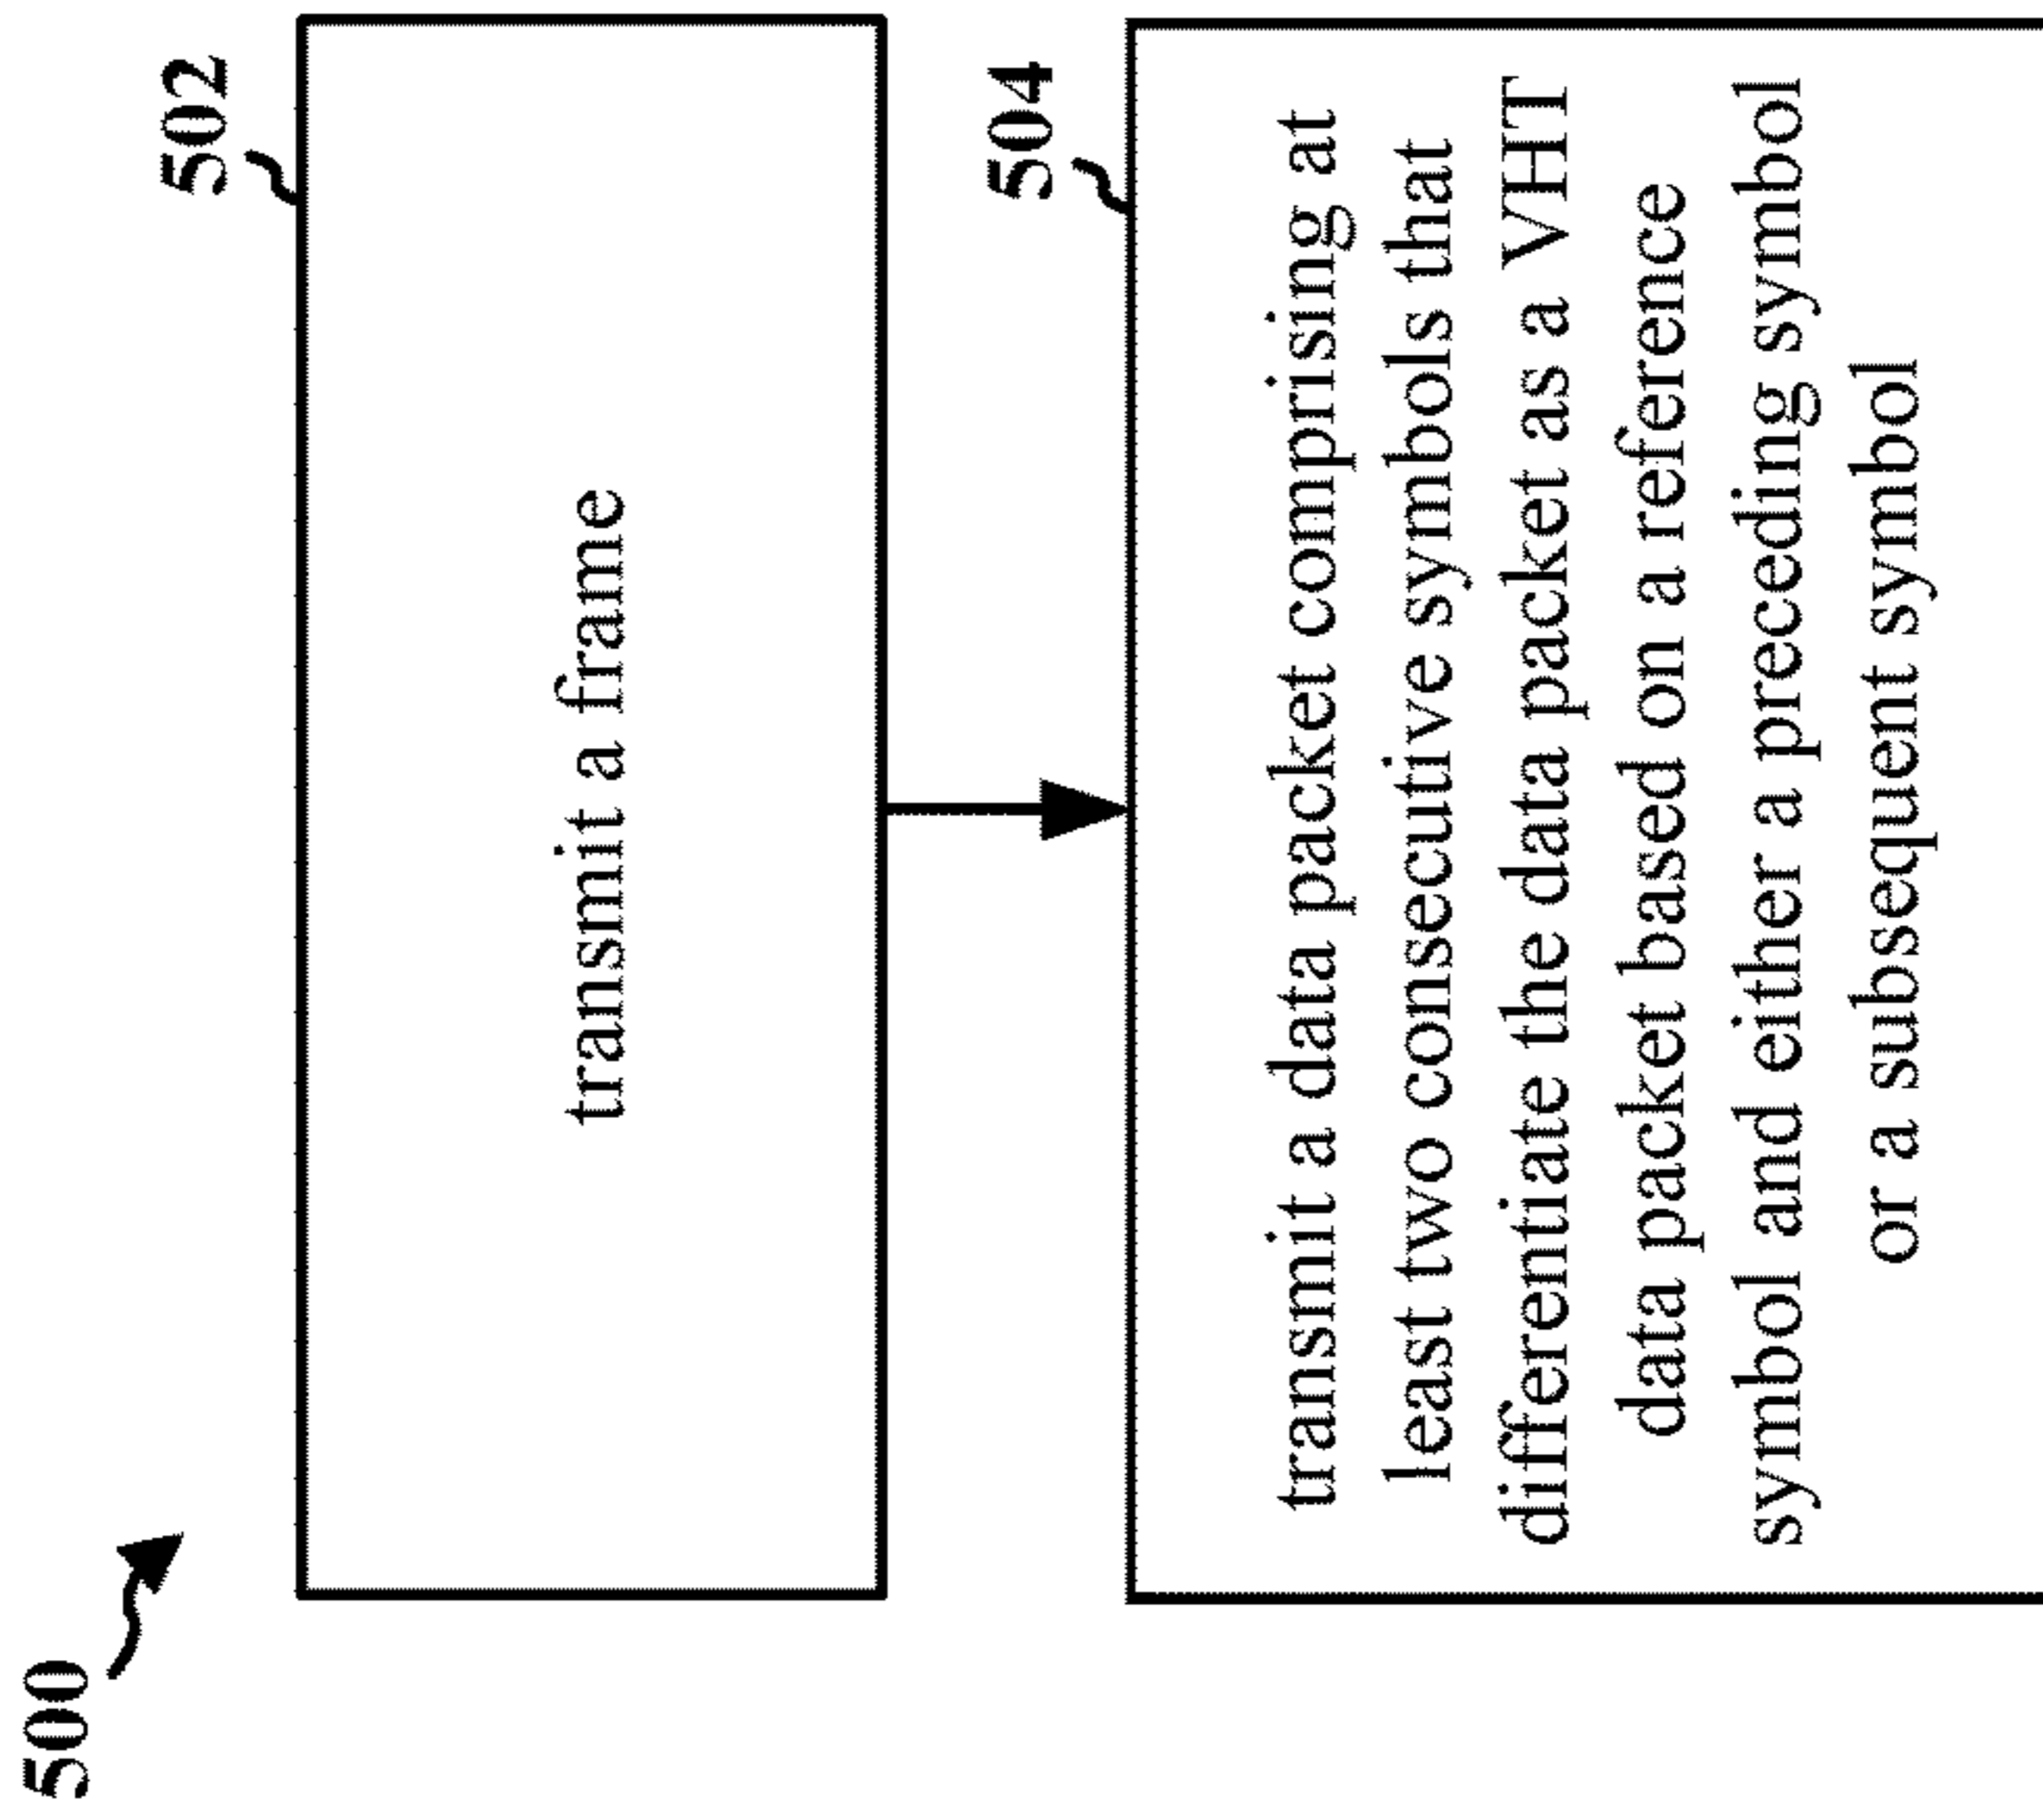 500
502
transmit a frame
504
transmit a data packet comprising at
least two consecutive symbols that
differentiate the data packet as a VHT
data packet based on a reference
symbol and either a preceding symbol
or a subsequent symbol